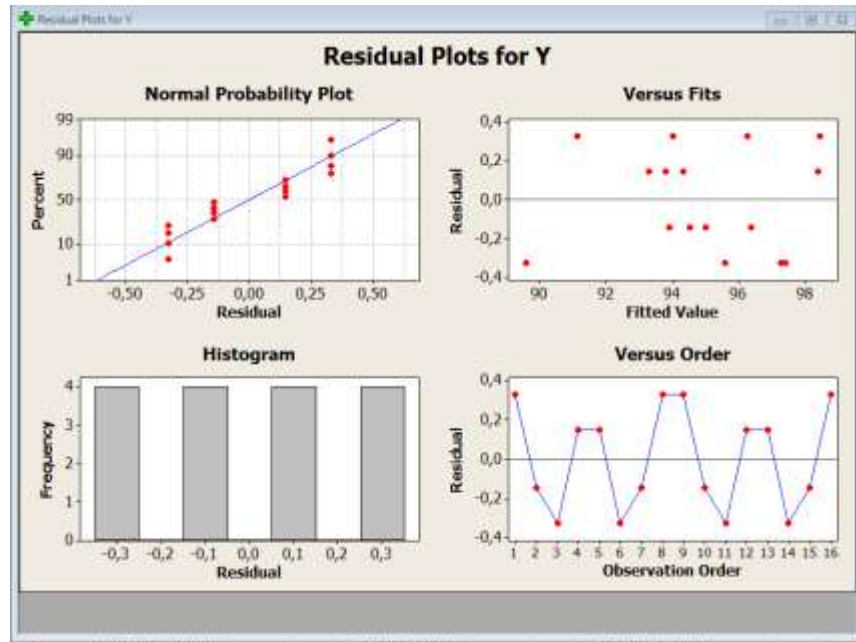 Residual Plots for Y
Residual Plots for Y
Normal Probability Plot
99
90
50
10
1
Percent
-0,50 -0,25 0,00 0,25 0,50
Residual
Versus Fits
0,4
0,2
0,0
-0,2
-0,4
Residual
90 92 94 96 98
Fitted Value
Histogram
4
3
2
1
0
Frequency
-0,3 -0,2 -0,1 0,0 0,1 0,2 0,3
Residual
Versus Order
0,4
0,2
0,0
-0,2
-0,4
Residual
1 2 3 4 5 6 7 8 9 10 11 12 13 14 15 16
Observation Order